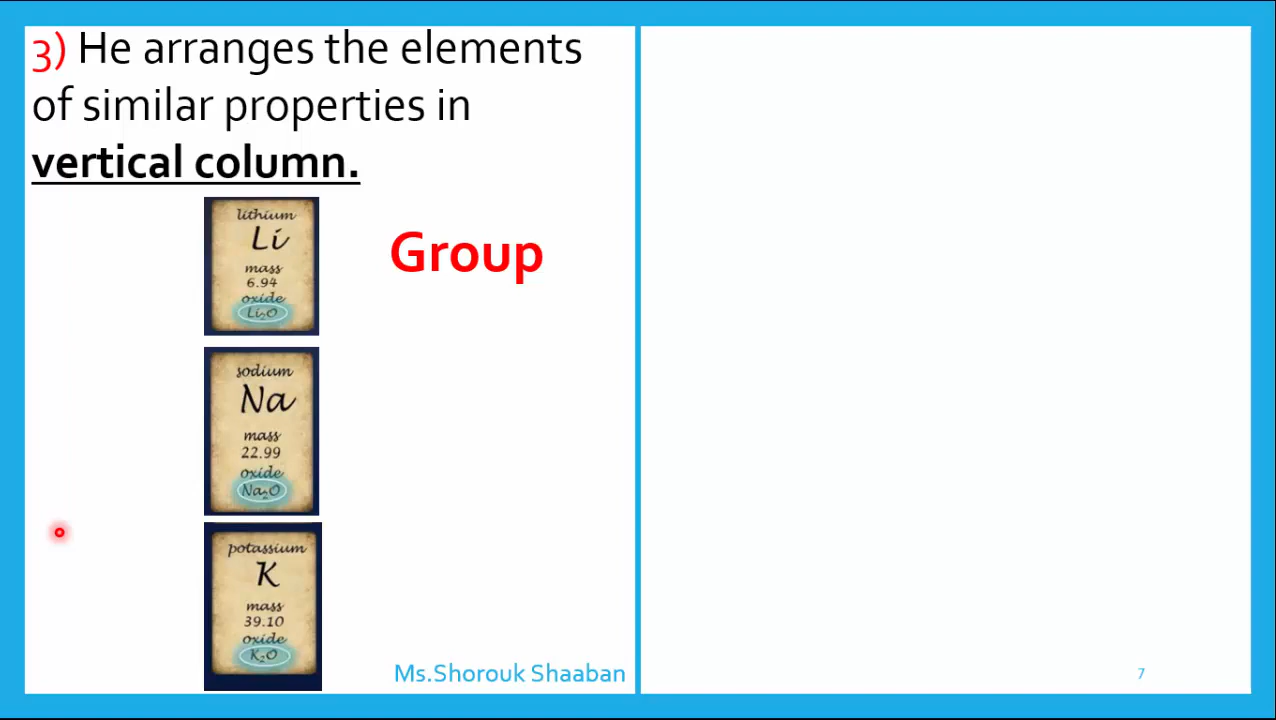 3) He arranges the elements
of similar properties in
vertical column.
lithium
Li
mass
6.94
oxide
Li₂O
Group
sodium
Na
mass
22.99
oxide
Na₂O
potassium
K
mass
39.10
oxide
K₂O
Ms.Shorouk Shaaban
7